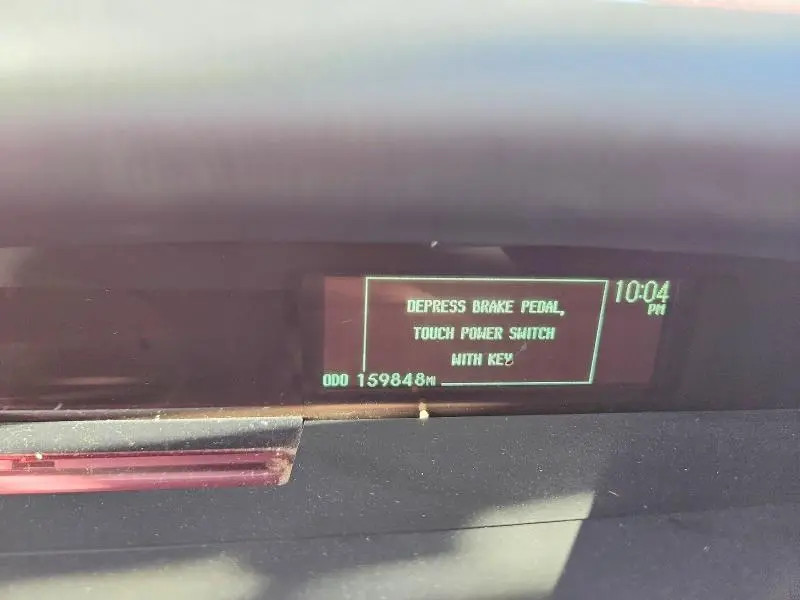 DEPRESS BRAKE PEDAL,
TOUCH POWER SWITCH
WITH KEY
10:04
PM
ODO 159848MI